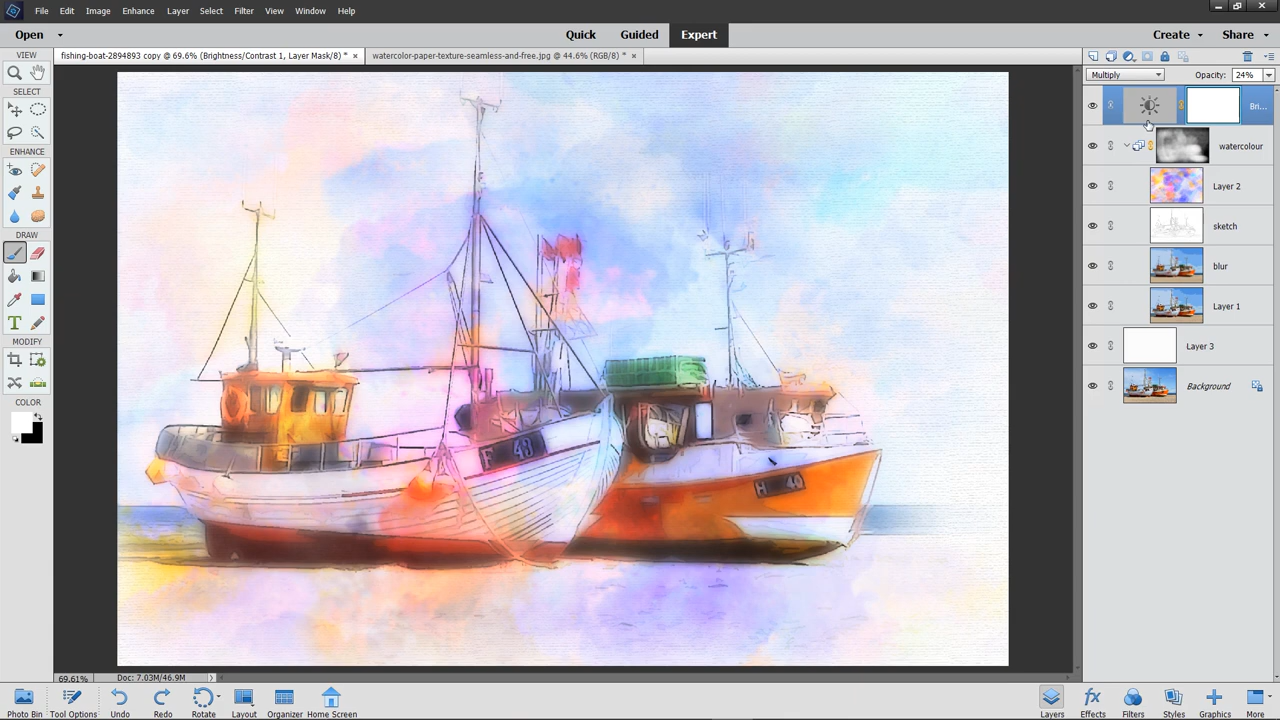 File Edit Image Enhance Layer Select Filter View Window Help
Open Quick Guided Expert Create Share
VIEW
fishing-boat-2894893 copy @ 69.6% (Brightness/Contrast 1, Layer Mask/8) * ×
watercolor-paper-texture-seamless-and-free.jpg @ 44.6% (RGB/8) * ×
Multiply Opacity: 24%
SELECT
Bri...
ENHANCE
watercolour
Layer 2
sketch
DRAW
blur
T
Layer 1
MODIFY
Layer 3
Background
COLOR
69.61% Doc: 7.03M/46.9M
Photo Bin Tool Options Undo Redo Rotate Layout Organizer Home Screen Layers Effects Filters Styles Graphics More